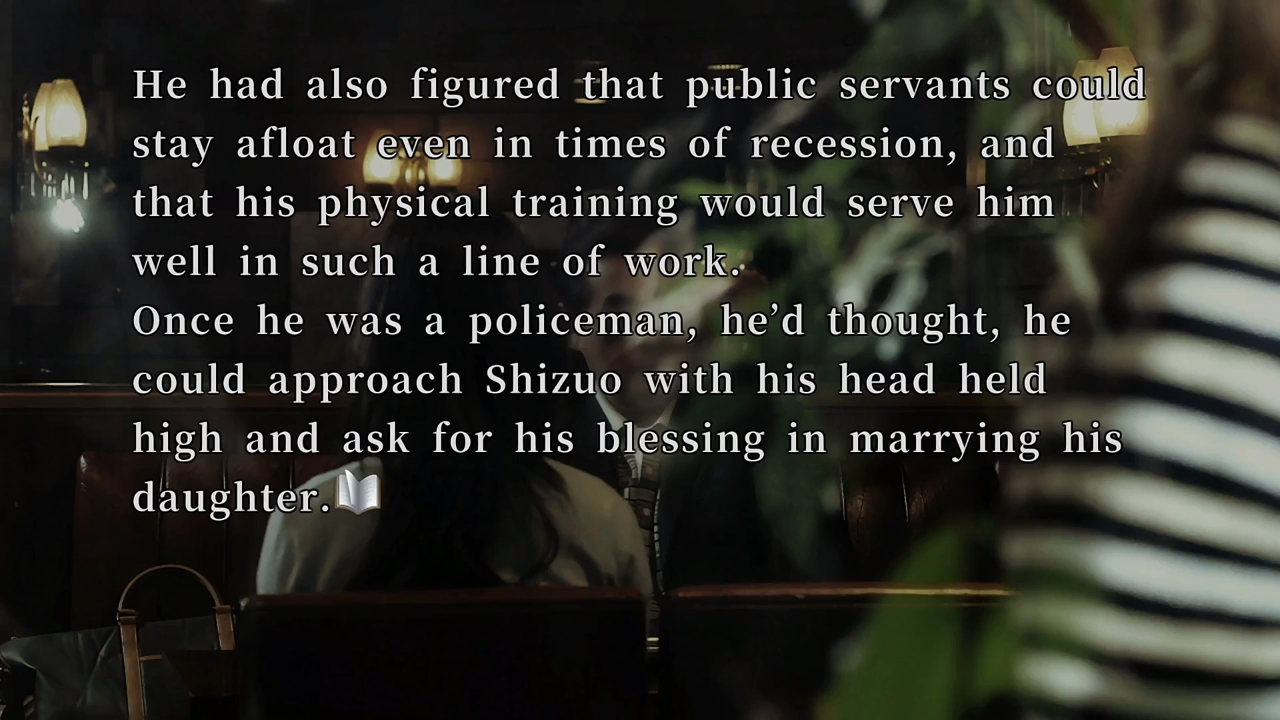 He had also figured that public servants could
stay afloat even in times of recession, and
that his physical training would serve him
well in such a line of work.
Once he was a policeman, he’d thought, he
could approach Shizuo with his head held
high and ask for his blessing in marrying his
daughter.